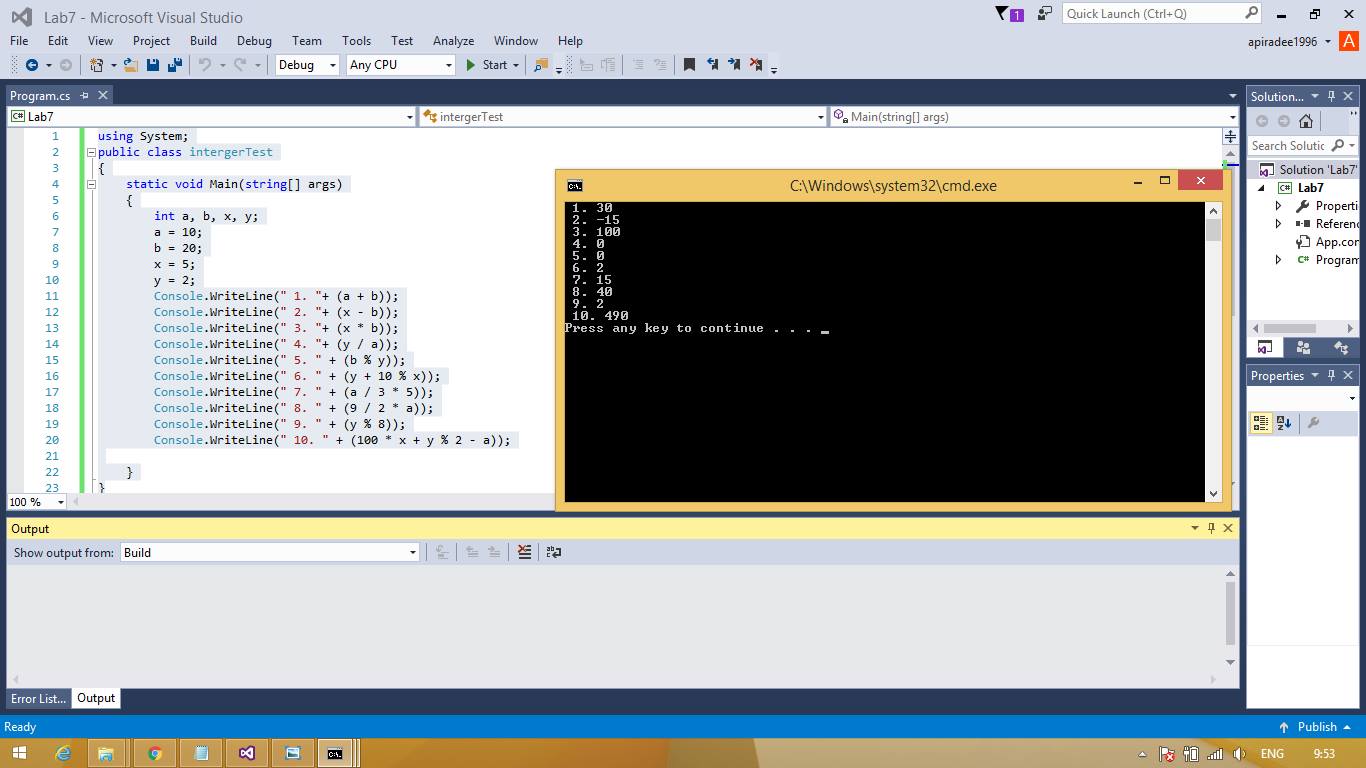 Lab7 - Microsoft Visual Studio
1
Quick Launch (Ctrl+Q)
File Edit View Project Build Debug Team Tools Test Analyze Window Help
apiradee1996 A
Debug Any CPU Start
Program.cs
C# Lab7 intergerTest Main(string[] args)
1 using System;
2 public class intergerTest
3 {
4 static void Main(string[] args)
5 {
6 int a, b, x, y;
7 a = 10;
8 b = 20;
9 x = 5;
10 y = 2;
11 Console.WriteLine(" 1. "+ (a + b));
12 Console.WriteLine(" 2. "+ (x - b));
13 Console.WriteLine(" 3. "+ (x * b));
14 Console.WriteLine(" 4. "+ (y / a));
15 Console.WriteLine(" 5. " + (b % y));
16 Console.WriteLine(" 6. " + (y + 10 % x));
17 Console.WriteLine(" 7. " + (a / 3 * 5));
18 Console.WriteLine(" 8. " + (9 / 2 * a));
19 Console.WriteLine(" 9. " + (y % 8));
20 Console.WriteLine(" 10. " + (100 * x + y % 2 - a));
21
22 }
23 }
100 %
C:\Windows\system32\cmd.exe
1. 30
2. -15
3. 100
4. 0
5. 0
6. 2
7. 15
8. 40
9. 2
10. 490
Press any key to continue . . . _
Solution...
Search Solutic
Solution 'Lab7'
C# Lab7
Properti
Referenc
App.con
C# Program
Properties
Output
Show output from: Build
Error List... Output
Ready
Publish
ENG 9:53